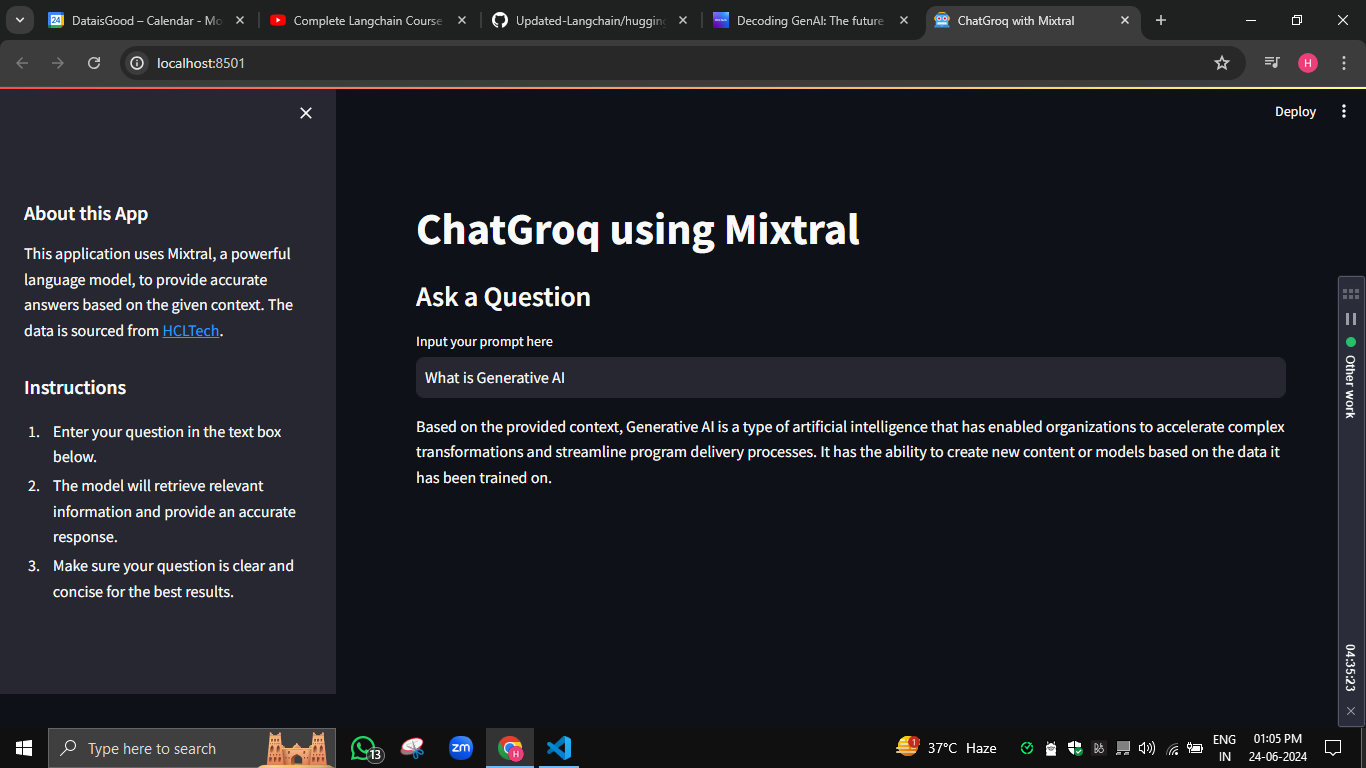 DataisGood – Calendar - Mo
Complete Langchain Course
Updated-Langchain/hugging
Decoding GenAI: The future
ChatGroq with Mixtral
localhost:8501
H
Deploy
About this App
This application uses Mixtral, a powerful
language model, to provide accurate
answers based on the given context. The
data is sourced from HCLTech.
Instructions
1. Enter your question in the text box
below.
2. The model will retrieve relevant
information and provide an accurate
response.
3. Make sure your question is clear and
concise for the best results.
ChatGroq using Mixtral
Ask a Question
Input your prompt here
What is Generative AI
Based on the provided context, Generative AI is a type of artificial intelligence that has enabled organizations to accelerate complex
transformations and streamline program delivery processes. It has the ability to create new content or models based on the data it
has been trained on.
Other work
04:35:23
Type here to search
13
zm
H
1
37°C Haze
ENG
IN
01:05 PM
24-06-2024